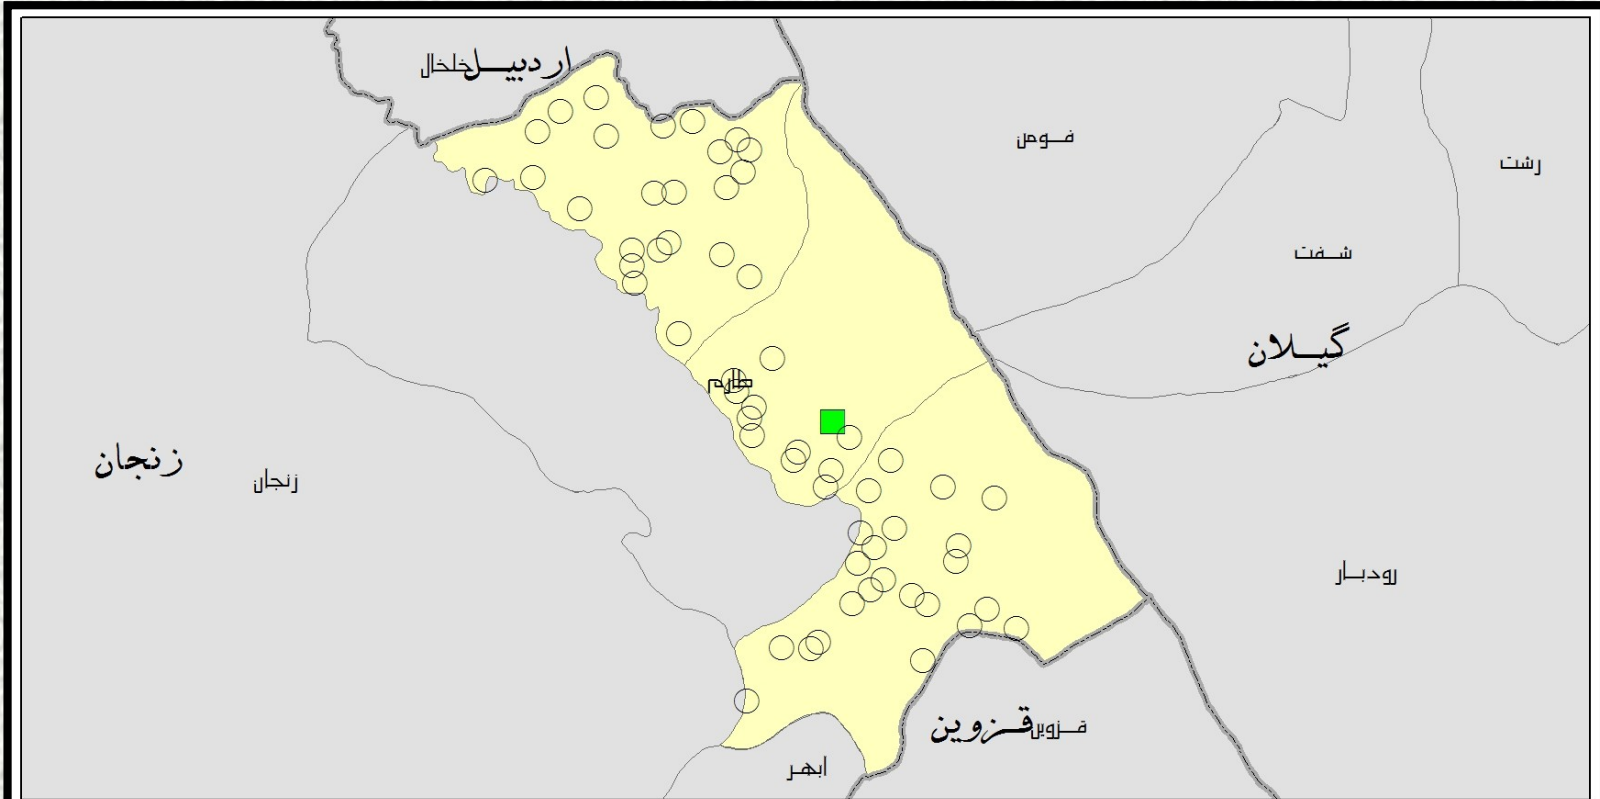 اردبیل
خلخال
فومن
رشت
شفت
گیلان
طارم
زنجان
زنجان
رودبار
قزوین
قزوین
ابهر